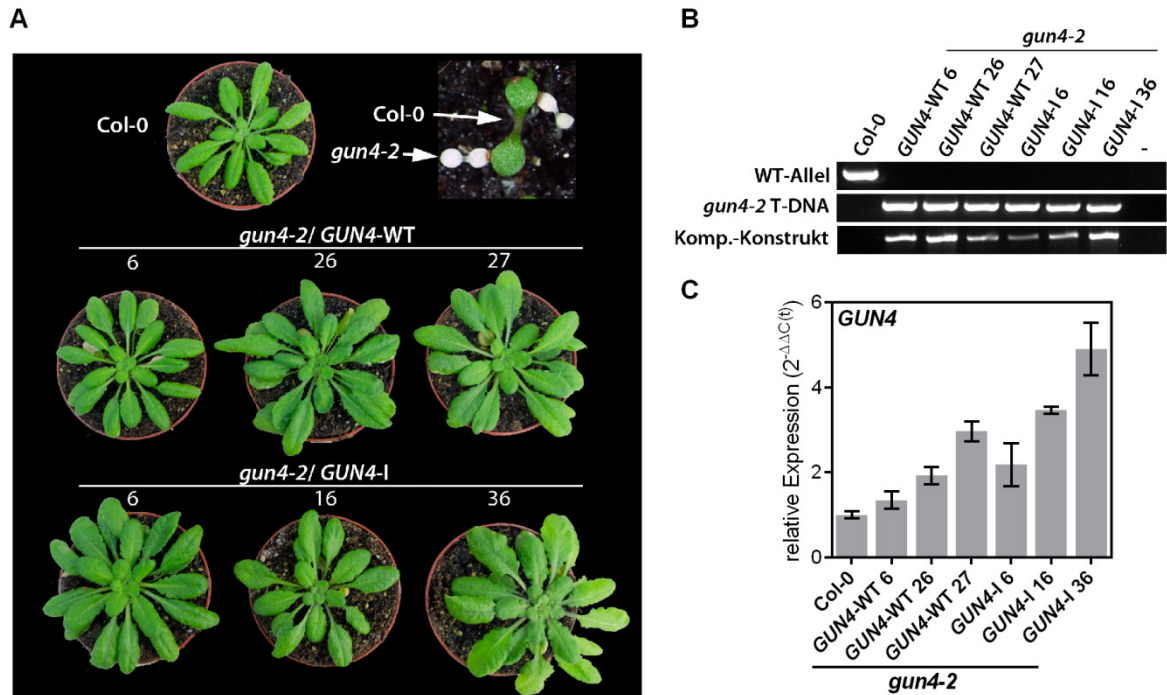 A
Col-0
Col-0
gun4-2
gun4-2/ GUN4-WT
6 26 27
gun4-2/ GUN4-I
6 16 36
B
gun4-2
Col-0 GUN4-WT 6 GUN4-WT 26 GUN4-WT 27 GUN4-I 6 GUN4-I 16 GUN4-I 36 -
WT-Allel
gun4-2 T-DNA
Komp.-Konstrukt
C
GUN4
relative Expression (2^-ΔΔC(t))
6
4
2
0
Col-0 GUN4-WT 6 GUN4-WT 26 GUN4-WT 27 GUN4-I 6 GUN4-I 16 GUN4-I 36
gun4-2